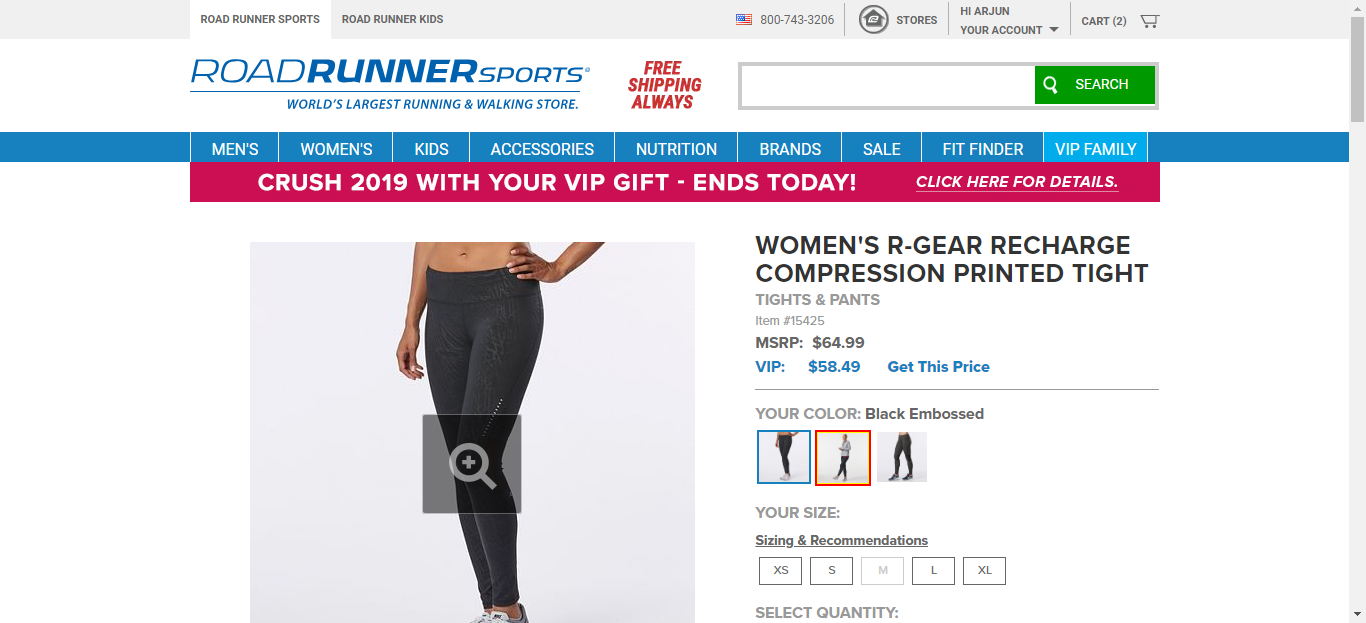 ROAD RUNNER SPORTS
ROAD RUNNER KIDS
800-743-3206
STORES
HI ARJUN
YOUR ACCOUNT
CART (2)
ROADRUNNERSPORTS®
WORLD'S LARGEST RUNNING & WALKING STORE.
FREE
SHIPPING
ALWAYS
SEARCH
MEN'S
WOMEN'S
KIDS
ACCESSORIES
NUTRITION
BRANDS
SALE
FIT FINDER
VIP FAMILY
CRUSH 2019 WITH YOUR VIP GIFT - ENDS TODAY!
CLICK HERE FOR DETAILS.
WOMEN'S R-GEAR RECHARGE
COMPRESSION PRINTED TIGHT
TIGHTS & PANTS
Item #15425
MSRP: $64.99
VIP: $58.49 Get This Price
YOUR COLOR: Black Embossed
YOUR SIZE:
Sizing & Recommendations
XS
S
M
L
XL
SELECT QUANTITY: